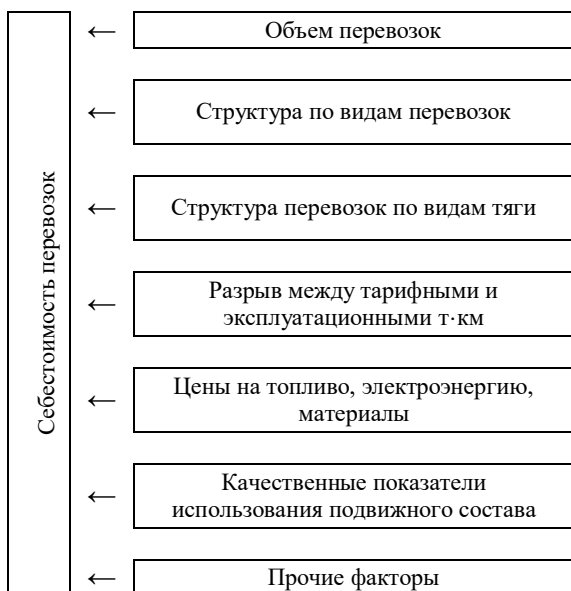 Себестоимость перевозок
← Объем перевозок
← Структура по видам перевозок
← Структура перевозок по видам тяги
← Разрыв между тарифными и
эксплуатационными т·км
← Цены на топливо, электроэнергию,
материалы
← Качественные показатели
использования подвижного состава
← Прочие факторы